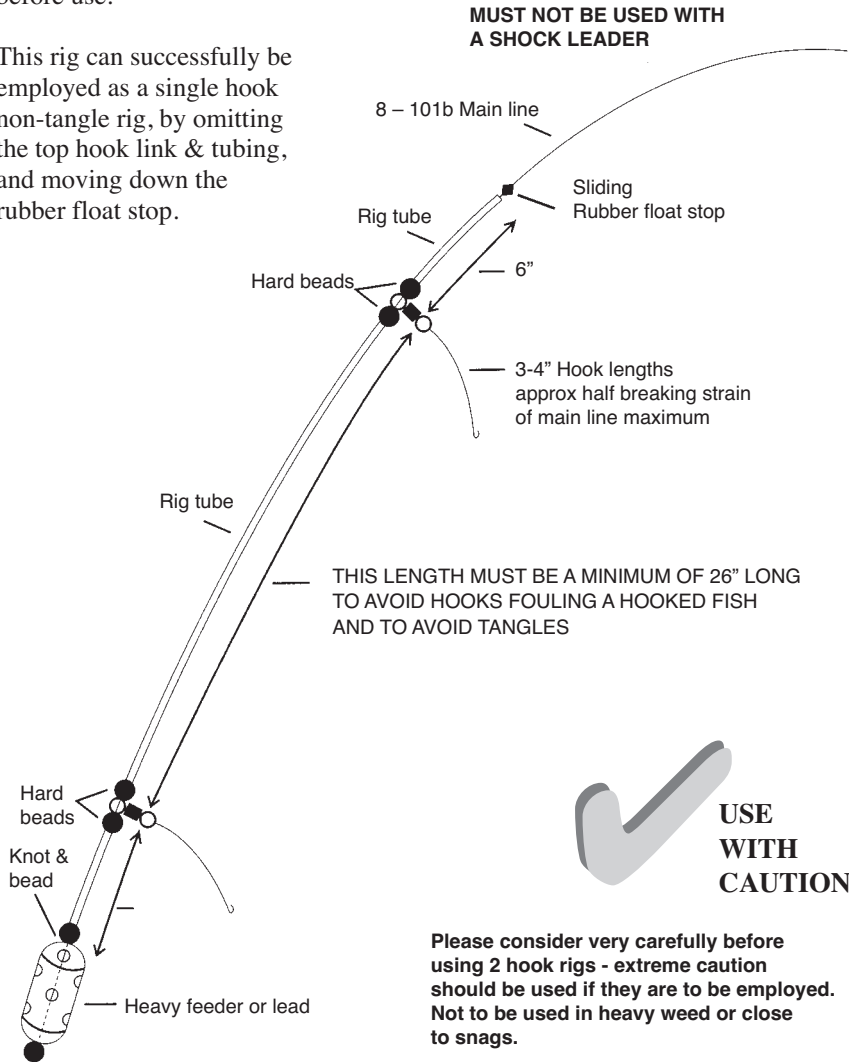 before use.
This rig can successfully be
employed as a single hook
non-tangle rig, by omitting
the top hook link & tubing,
and moving down the
rubber float stop.
MUST NOT BE USED WITH
A SHOCK LEADER
8 – 101b Main line
Sliding
Rubber float stop
Rig tube
6”
Hard beads
3-4” Hook lengths
approx half breaking strain
of main line maximum
Rig tube
THIS LENGTH MUST BE A MINIMUM OF 26” LONG
TO AVOID HOOKS FOULING A HOOKED FISH
AND TO AVOID TANGLES
Hard
beads
Knot &
bead
Heavy feeder or lead
USE
WITH
CAUTION
Please consider very carefully before
using 2 hook rigs - extreme caution
should be used if they are to be employed.
Not to be used in heavy weed or close
to snags.